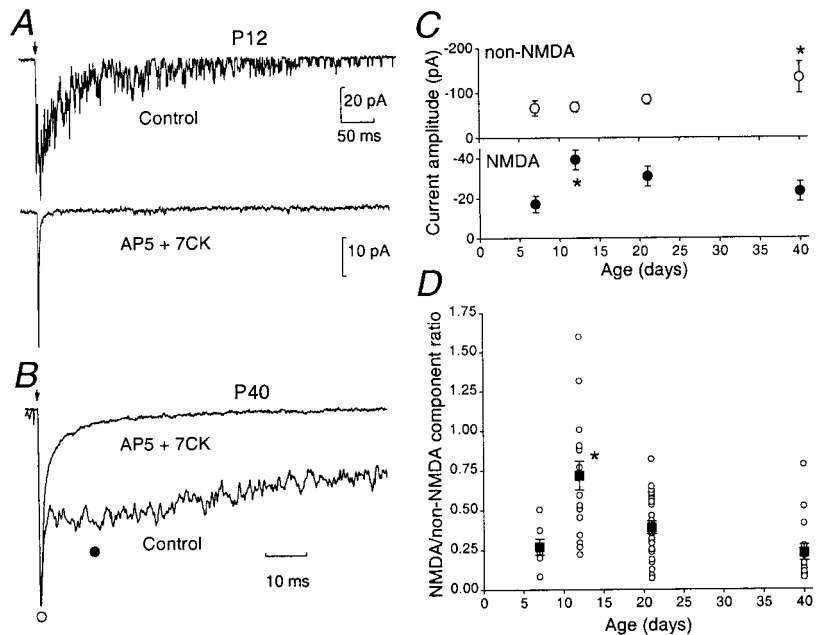 A
P12
Control
20 pA
50 ms
AP5 + 7CK
10 pA
B
P40
AP5 + 7CK
Control
10 ms
C
Current amplitude (pA)
-200
-100
0
non-NMDA
*
-40
-20
0
NMDA
*
0 5 10 15 20 25 30 35 40
Age (days)
D
NMDA/non-NMDA component ratio
1.75
1.50
1.25
1.00
0.75
0.50
0.25
0.00
*
0 5 10 15 20 25 30 35 40
Age (days)